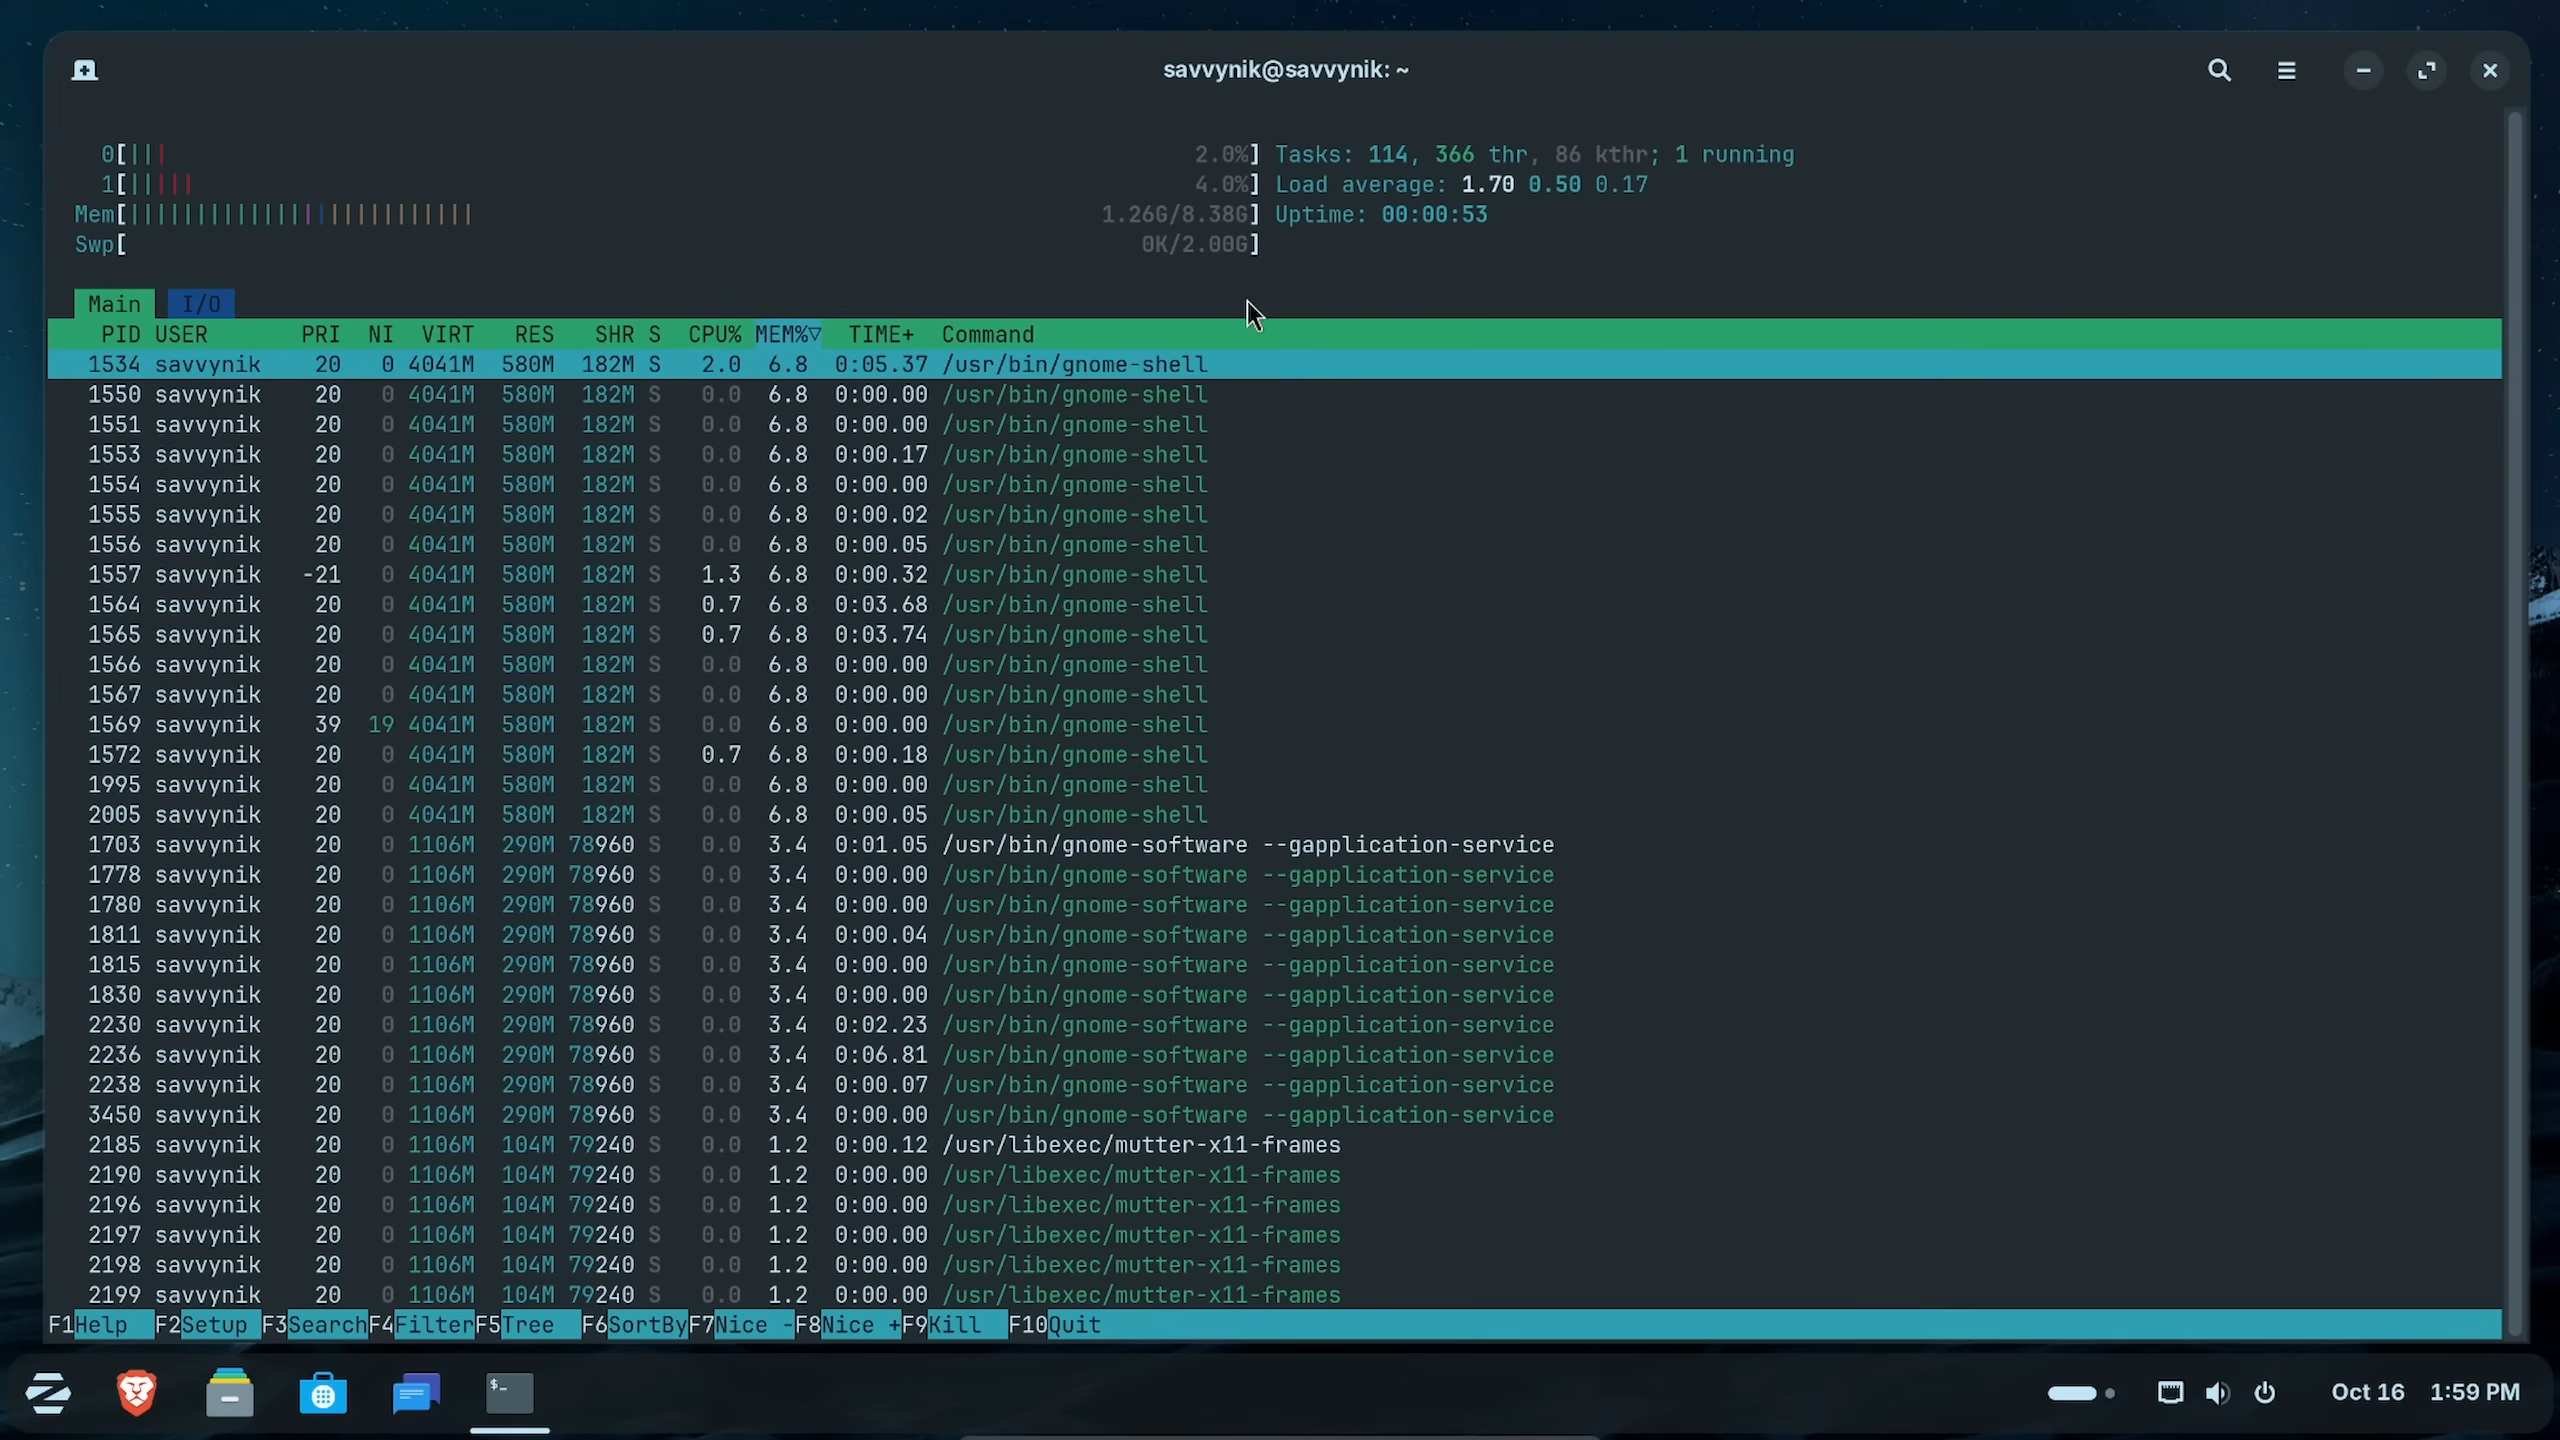 savvynik@savvynik: ~
0[||| 2.0%] Tasks: 114, 366 thr, 86 kthr; 1 running
1[||||| 4.0%] Load average: 1.70 0.50 0.17
Mem[|||||||||||||||||||||||||| 1.26G/8.38G] Uptime: 00:00:53
Swp[ 0K/2.00G]
Main I/O
PID USER PRI NI VIRT RES SHR S CPU% MEM%▽ TIME+ Command
1534 savvynik 20 0 4041M 580M 182M S 2.0 6.8 0:05.37 /usr/bin/gnome-shell
1550 savvynik 20 0 4041M 580M 182M S 0.0 6.8 0:00.00 /usr/bin/gnome-shell
1551 savvynik 20 0 4041M 580M 182M S 0.0 6.8 0:00.00 /usr/bin/gnome-shell
1553 savvynik 20 0 4041M 580M 182M S 0.0 6.8 0:00.17 /usr/bin/gnome-shell
1554 savvynik 20 0 4041M 580M 182M S 0.0 6.8 0:00.00 /usr/bin/gnome-shell
1555 savvynik 20 0 4041M 580M 182M S 0.0 6.8 0:00.02 /usr/bin/gnome-shell
1556 savvynik 20 0 4041M 580M 182M S 0.0 6.8 0:00.05 /usr/bin/gnome-shell
1557 savvynik -21 0 4041M 580M 182M S 1.3 6.8 0:00.32 /usr/bin/gnome-shell
1564 savvynik 20 0 4041M 580M 182M S 0.7 6.8 0:03.68 /usr/bin/gnome-shell
1565 savvynik 20 0 4041M 580M 182M S 0.7 6.8 0:03.74 /usr/bin/gnome-shell
1566 savvynik 20 0 4041M 580M 182M S 0.0 6.8 0:00.00 /usr/bin/gnome-shell
1567 savvynik 20 0 4041M 580M 182M S 0.0 6.8 0:00.00 /usr/bin/gnome-shell
1569 savvynik 39 19 4041M 580M 182M S 0.0 6.8 0:00.00 /usr/bin/gnome-shell
1572 savvynik 20 0 4041M 580M 182M S 0.7 6.8 0:00.18 /usr/bin/gnome-shell
1995 savvynik 20 0 4041M 580M 182M S 0.0 6.8 0:00.00 /usr/bin/gnome-shell
2005 savvynik 20 0 4041M 580M 182M S 0.0 6.8 0:00.05 /usr/bin/gnome-shell
1703 savvynik 20 0 1106M 290M 78960 S 0.0 3.4 0:01.05 /usr/bin/gnome-software --gapplication-service
1778 savvynik 20 0 1106M 290M 78960 S 0.0 3.4 0:00.00 /usr/bin/gnome-software --gapplication-service
1780 savvynik 20 0 1106M 290M 78960 S 0.0 3.4 0:00.00 /usr/bin/gnome-software --gapplication-service
1811 savvynik 20 0 1106M 290M 78960 S 0.0 3.4 0:00.04 /usr/bin/gnome-software --gapplication-service
1815 savvynik 20 0 1106M 290M 78960 S 0.0 3.4 0:00.00 /usr/bin/gnome-software --gapplication-service
1830 savvynik 20 0 1106M 290M 78960 S 0.0 3.4 0:00.00 /usr/bin/gnome-software --gapplication-service
2230 savvynik 20 0 1106M 290M 78960 S 0.0 3.4 0:02.23 /usr/bin/gnome-software --gapplication-service
2236 savvynik 20 0 1106M 290M 78960 S 0.0 3.4 0:06.81 /usr/bin/gnome-software --gapplication-service
2238 savvynik 20 0 1106M 290M 78960 S 0.0 3.4 0:00.07 /usr/bin/gnome-software --gapplication-service
3450 savvynik 20 0 1106M 290M 78960 S 0.0 3.4 0:00.00 /usr/bin/gnome-software --gapplication-service
2185 savvynik 20 0 1106M 104M 79240 S 0.0 1.2 0:00.12 /usr/libexec/mutter-x11-frames
2190 savvynik 20 0 1106M 104M 79240 S 0.0 1.2 0:00.00 /usr/libexec/mutter-x11-frames
2196 savvynik 20 0 1106M 104M 79240 S 0.0 1.2 0:00.00 /usr/libexec/mutter-x11-frames
2197 savvynik 20 0 1106M 104M 79240 S 0.0 1.2 0:00.00 /usr/libexec/mutter-x11-frames
2198 savvynik 20 0 1106M 104M 79240 S 0.0 1.2 0:00.00 /usr/libexec/mutter-x11-frames
2199 savvynik 20 0 1106M 104M 79240 S 0.0 1.2 0:00.00 /usr/libexec/mutter-x11-frames
F1Help F2Setup F3SearchF4FilterF5Tree F6SortByF7Nice -F8Nice +F9Kill F10Quit
$_
Oct 16 1:59 PM